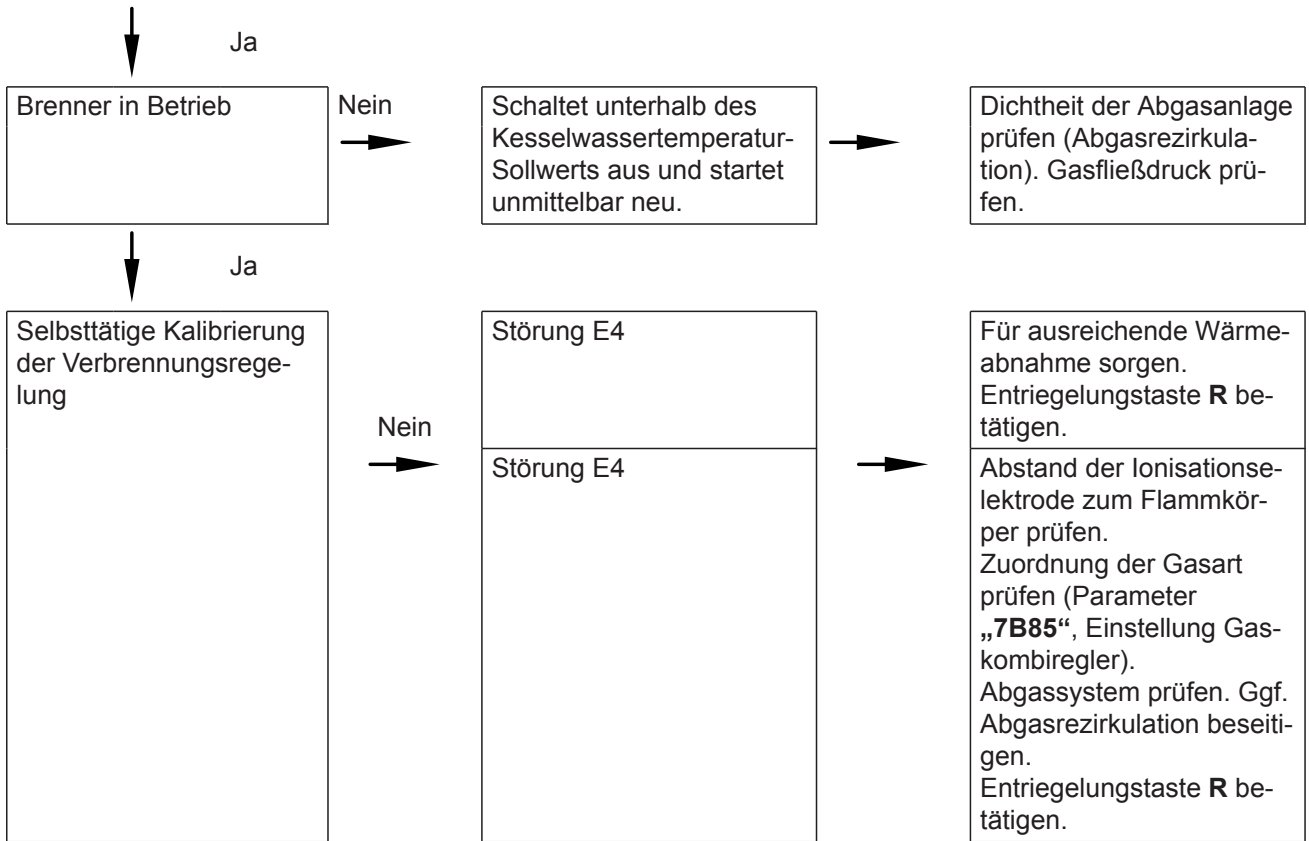 Ja
Brenner in Betrieb
Nein
Schaltet unterhalb des
Kesselwassertemperatur-
Sollwerts aus und startet
unmittelbar neu.
Dichtheit der Abgasanlage
prüfen (Abgasrezirkula-
tion). Gasfließdruck prü-
fen.
Ja
Selbsttätige Kalibrierung
der Verbrennungsrege-
lung
Nein
Störung E4
Für ausreichende Wärme-
abnahme sorgen.
Entriegelungstaste R be-
tätigen.
Störung E4
Abstand der Ionisationse-
lektrode zum Flammkör-
per prüfen.
Zuordnung der Gasart
prüfen (Parameter
„7B85“, Einstellung Gas-
kombiregler).
Abgassystem prüfen. Ggf.
Abgasrezirkulation beseiti-
gen.
Entriegelungstaste R be-
tätigen.